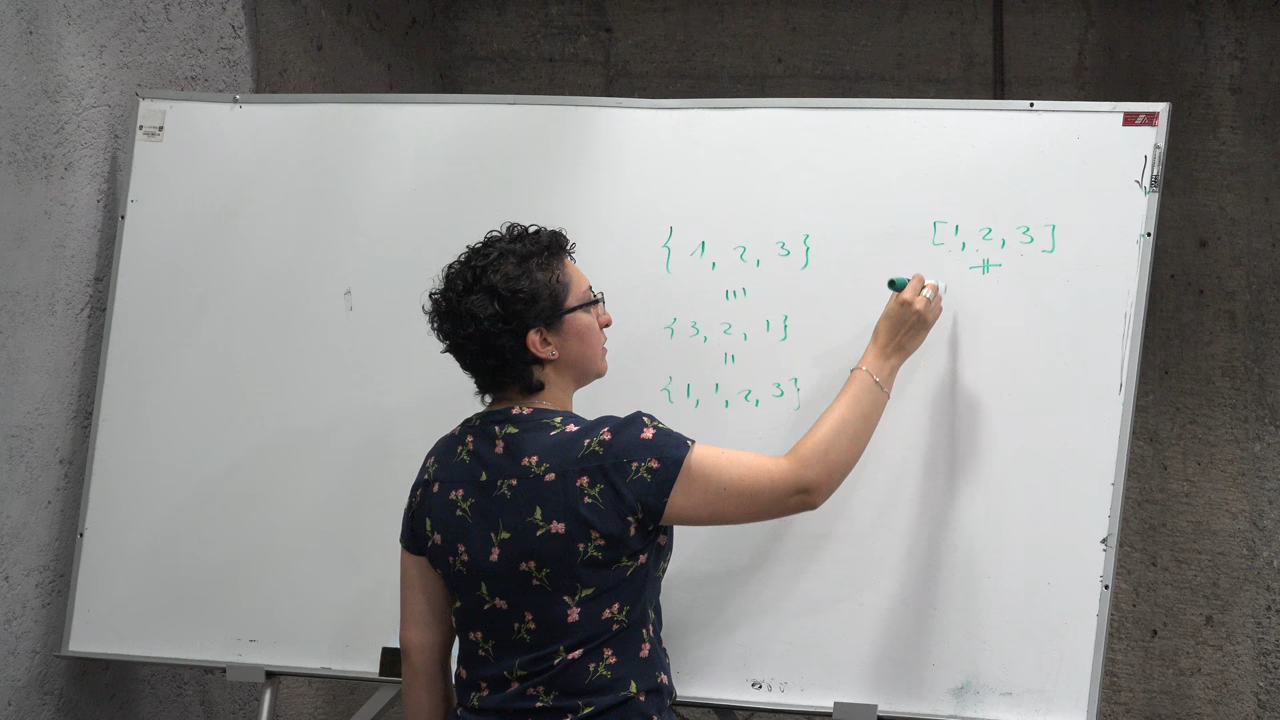 { 1, 2, 3 }
|||
{ 3, 2, 1 }
||
{ 1, 1, 2, 3 }
[ 1, 2, 3 ]
≠